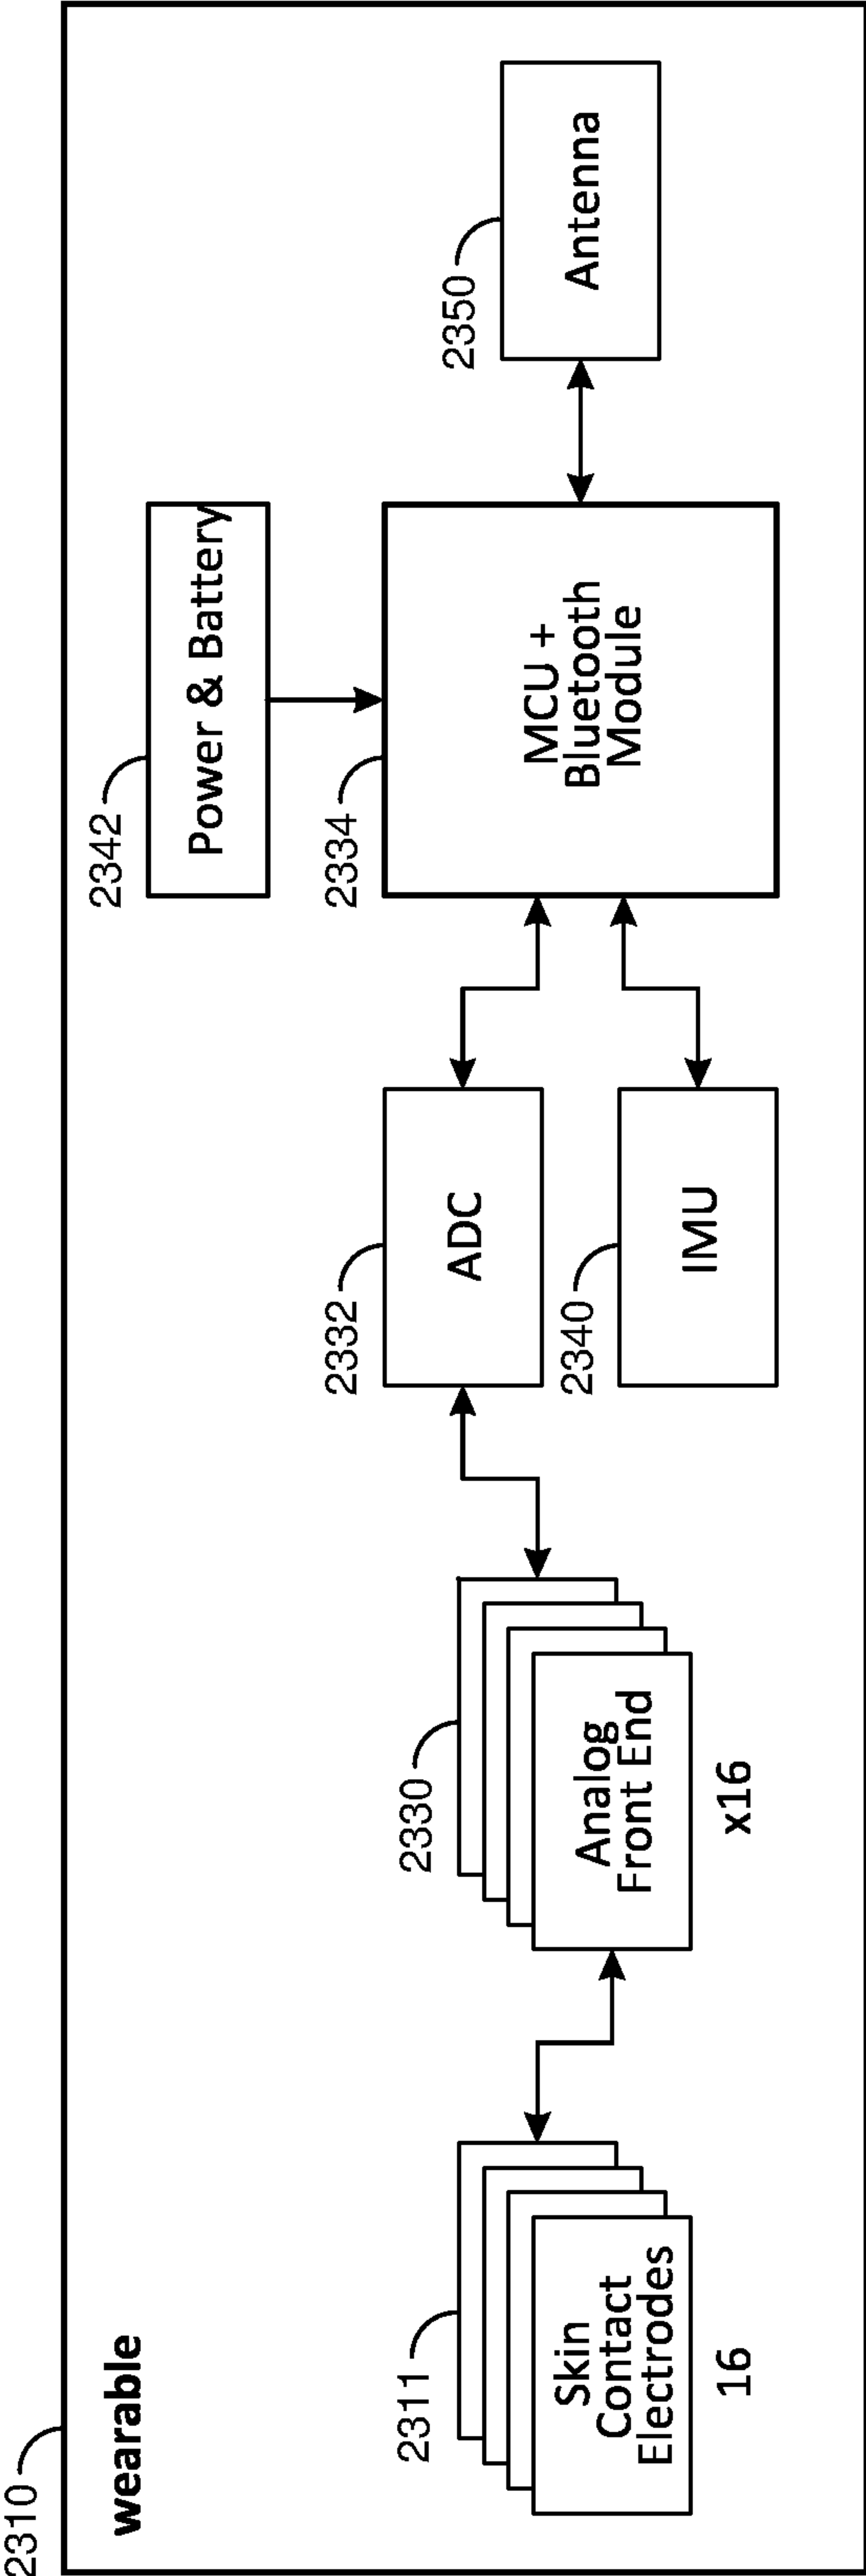 2310
wearable
2311
Skin
Contact
Electrodes
16
2330
Analog
Front End
x16
2332
ADC
2340
IMU
2342
Power & Battery
2334
MCU +
Bluetooth
Module
2350
Antenna